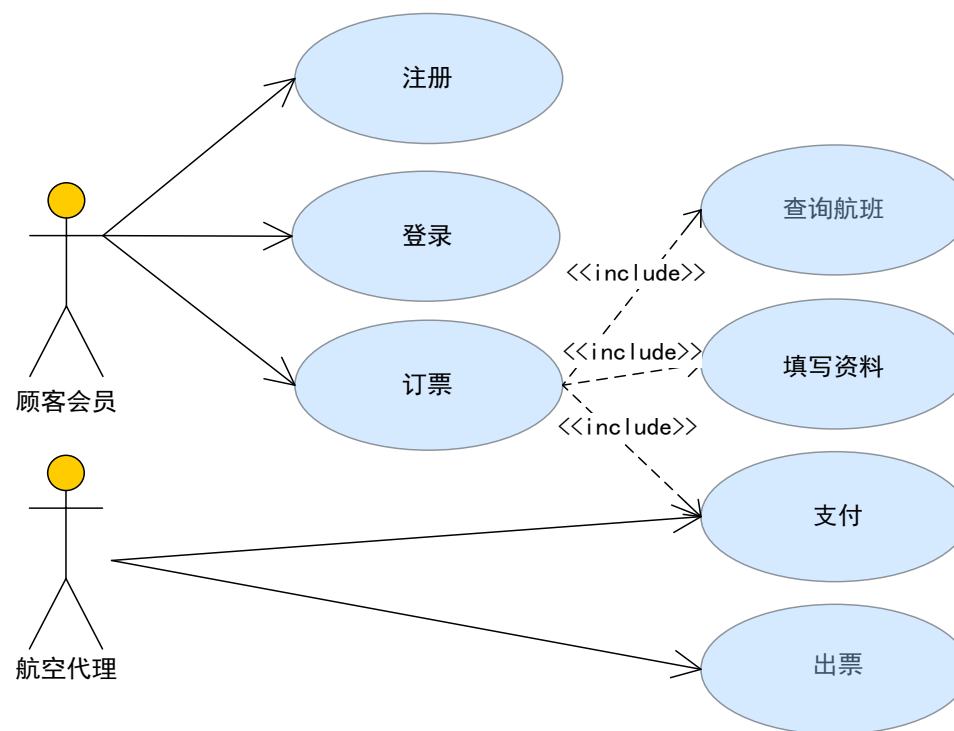 注册
登录
订票
查询航班
填写资料
支付
出票
<<include>>
<<include>>
<<include>>
顾客会员
航空代理